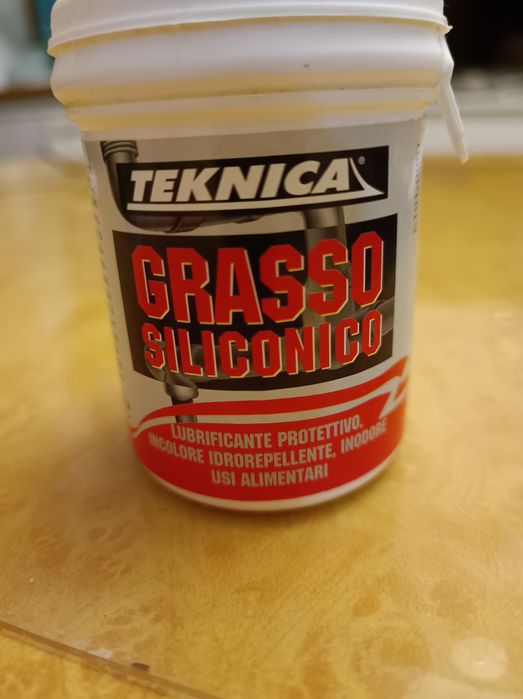 TEKNICA®
GRASSO
SILICONICO
LUBRIFICANTE PROTETTIVO,
INCOLORE IDROREPELLENTE, INODORE
USI ALIMENTARI